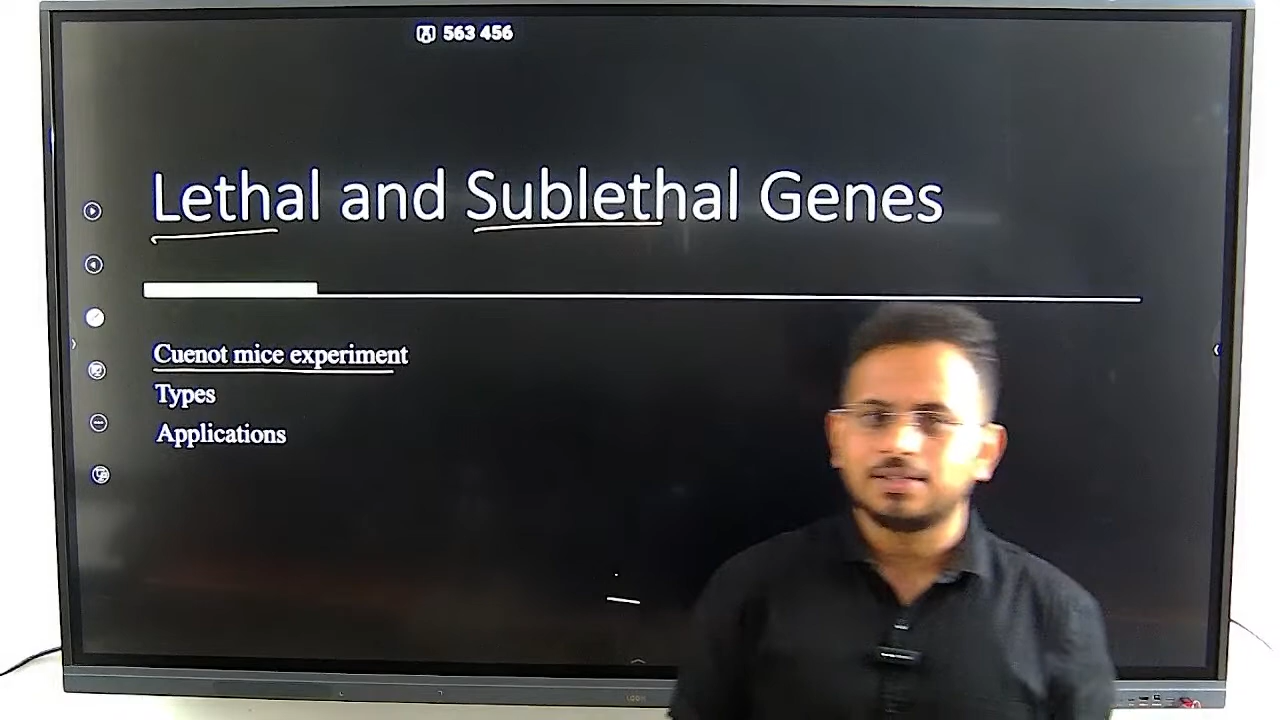 563 456
Lethal and Sublethal Genes
Cuenot mice experiment
Types
Applications